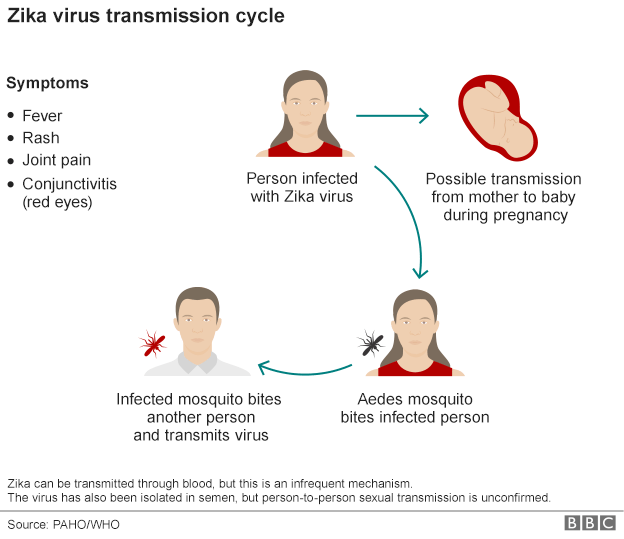 Zika virus transmission cycle
Symptoms
Fever
Rash
Joint pain
Conjunctivitis
(red eyes)
Person infected
with Zika virus
Possible transmission
from mother to baby
during pregnancy
Infected mosquito bites
another person
and transmits virus
Aedes mosquito
bites infected person
Zika can be transmitted through blood, but this is an infrequent mechanism.
The virus has also been isolated in semen, but person-to-person sexual transmission is unconfirmed.
Source: PAHO/WHO
BBC